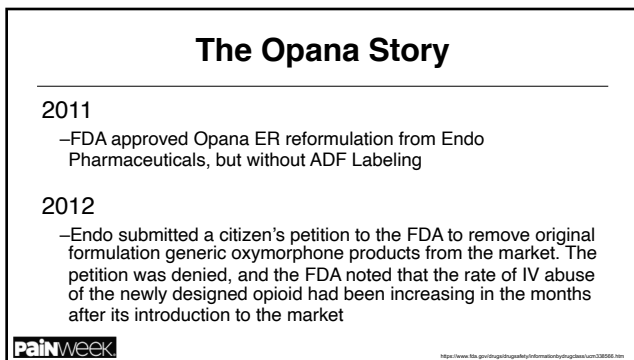 The Opana Story
2011
–FDA approved Opana ER reformulation from Endo
Pharmaceuticals, but without ADF Labeling
2012
–Endo submitted a citizen's petition to the FDA to remove original
formulation generic oxymorphone products from the market. The
petition was denied, and the FDA noted that the rate of IV abuse
of the newly designed opioid had been increasing in the months
after its introduction to the market
PAINWEEK.
https://www.fda.gov/drugs/drugsafety/informationbydrugclass/ucm338566.htm